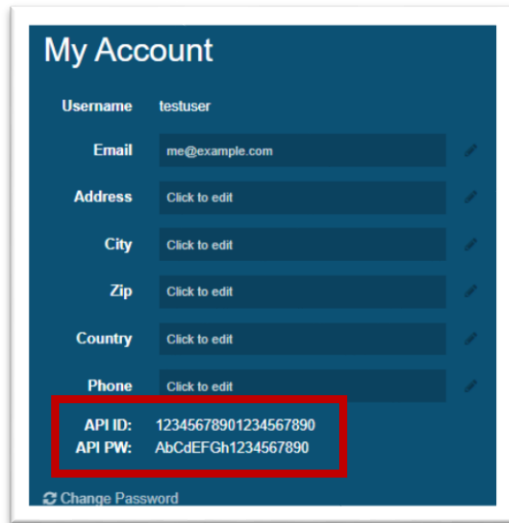 My Account
Username testuser
Email me@example.com
Address Click to edit
City Click to edit
Zip Click to edit
Country Click to edit
Phone Click to edit
API ID: 12345678901234567890
API PW: AbCdEFGh1234567890
Change Password